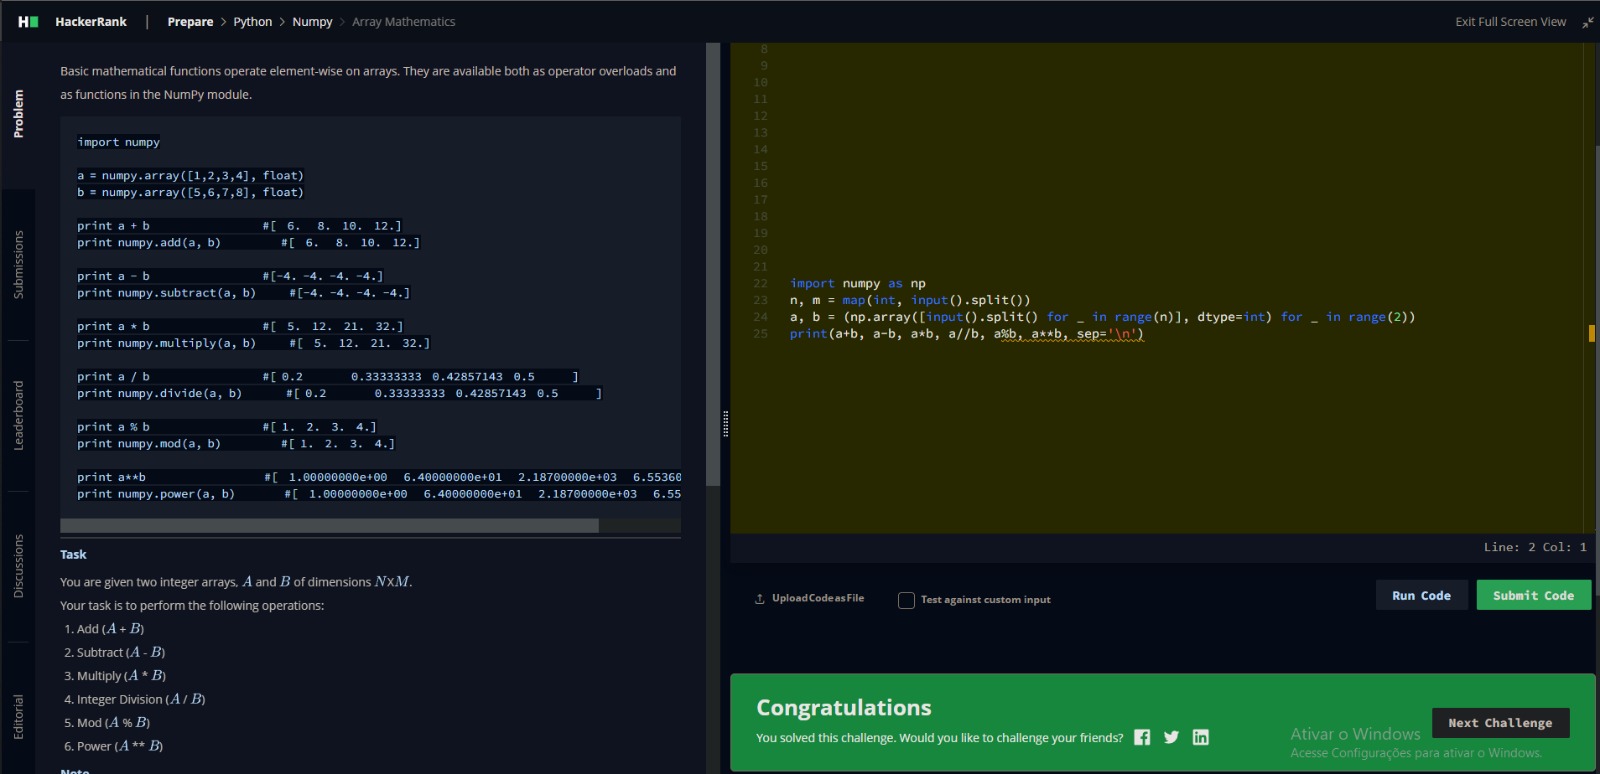 H HackerRank | Prepare > Python > Numpy > Array Mathematics Exit Full Screen View
Problem
Submissions
Leaderboard
Discussions
Editorial
Basic mathematical functions operate element-wise on arrays. They are available both as operator overloads and
as functions in the NumPy module.
import numpy
a = numpy.array([1,2,3,4], float)
b = numpy.array([5,6,7,8], float)
print a + b #[ 6. 8. 10. 12.]
print numpy.add(a, b) #[ 6. 8. 10. 12.]
print a - b #[-4. -4. -4. -4.]
print numpy.subtract(a, b) #[-4. -4. -4. -4.]
print a * b #[ 5. 12. 21. 32.]
print numpy.multiply(a, b) #[ 5. 12. 21. 32.]
print a / b #[ 0.2 0.33333333 0.42857143 0.5 ]
print numpy.divide(a, b) #[ 0.2 0.33333333 0.42857143 0.5 ]
print a % b #[ 1. 2. 3. 4.]
print numpy.mod(a, b) #[ 1. 2. 3. 4.]
print a**b #[ 1.00000000e+00 6.40000000e+01 2.18700000e+03 6.55360
print numpy.power(a, b) #[ 1.00000000e+00 6.40000000e+01 2.18700000e+03 6.55
Task
You are given two integer arrays, A and B of dimensions NXM.
Your task is to perform the following operations:
1. Add (A + B)
2. Subtract (A - B)
3. Multiply (A * B)
4. Integer Division (A / B)
5. Mod (A % B)
6. Power (A ** B)
Note
8
9
10
11
12
13
14
15
16
17
18
19
20
21
22 import numpy as np
23 n, m = map(int, input().split())
24 a, b = (np.array([input().split() for _ in range(n)], dtype=int) for _ in range(2))
25 print(a+b, a-b, a*b, a//b, a%b, a**b, sep='\n')
Line: 2 Col: 1
Upload Code as File Test against custom input Run Code Submit Code
Congratulations
You solved this challenge. Would you like to challenge your friends?
Next Challenge
Ativar o Windows
Acesse Configurações para ativar o Windows.